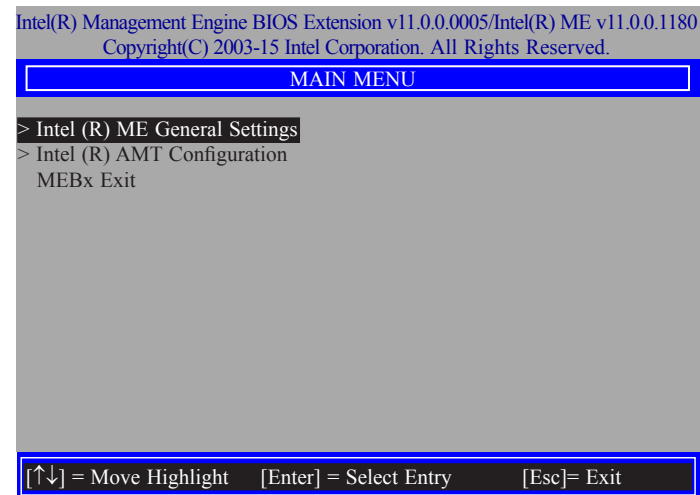 Intel(R) Management Engine BIOS Extension v11.0.0.0005/Intel(R) ME v11.0.0.1180
Copyright(C) 2003-15 Intel Corporation. All Rights Reserved.
MAIN MENU
> Intel (R) ME General Settings
> Intel (R) AMT Configuration
MEBx Exit
[↑↓] = Move Highlight [Enter] = Select Entry [Esc]= Exit